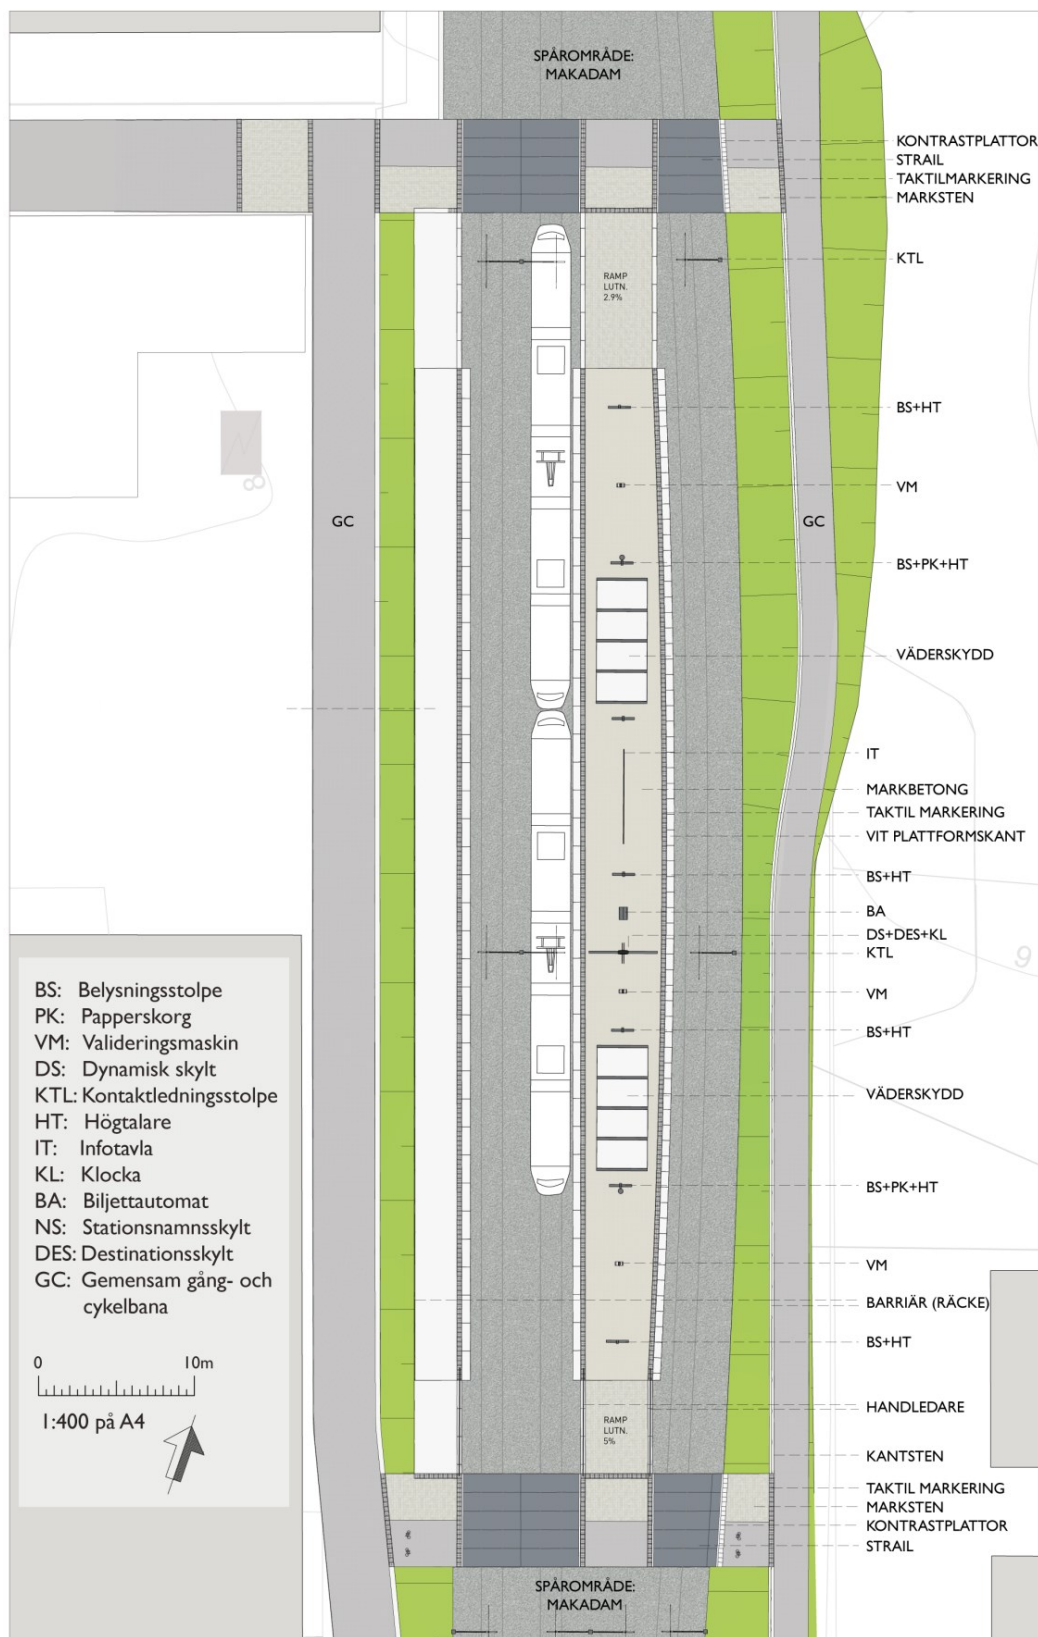 SPÅROMRÅDE:
MAKADAM
KONTRASTPLATTOR
STRAIL
TAKTILMARKERING
MARKSTEN
KTL
RAMP
LUTN.
2.9%
BS+HT
VM
8
GC
GC
BS+PK+HT
VÄDERSKYDD
IT
MARKBETONG
TAKTIL MARKERING
VIT PLATTFORMSKANT
BS+HT
BA
DS+DES+KL
KTL
9
VM
BS+HT
VÄDERSKYDD
BS+PK+HT
VM
BARRIÄR (RÄCKE)
BS+HT
HANDLEDARE
RAMP
LUTN.
5%
KANTSTEN
TAKTIL MARKERING
MARKSTEN
KONTRASTPLATTOR
STRAIL
SPÅROMRÅDE:
MAKADAM
BS: Belysningsstolpe
PK: Papperskorg
VM: Valideringsmaskin
DS: Dynamisk skylt
KTL: Kontaktledningsstolpe
HT: Högtalare
IT: Infotavla
KL: Klocka
BA: Biljettautomat
NS: Stationsnamnsskylt
DES: Destinationsskylt
GC: Gemensam gång- och
cykelbana
0 10m
1:400 på A4